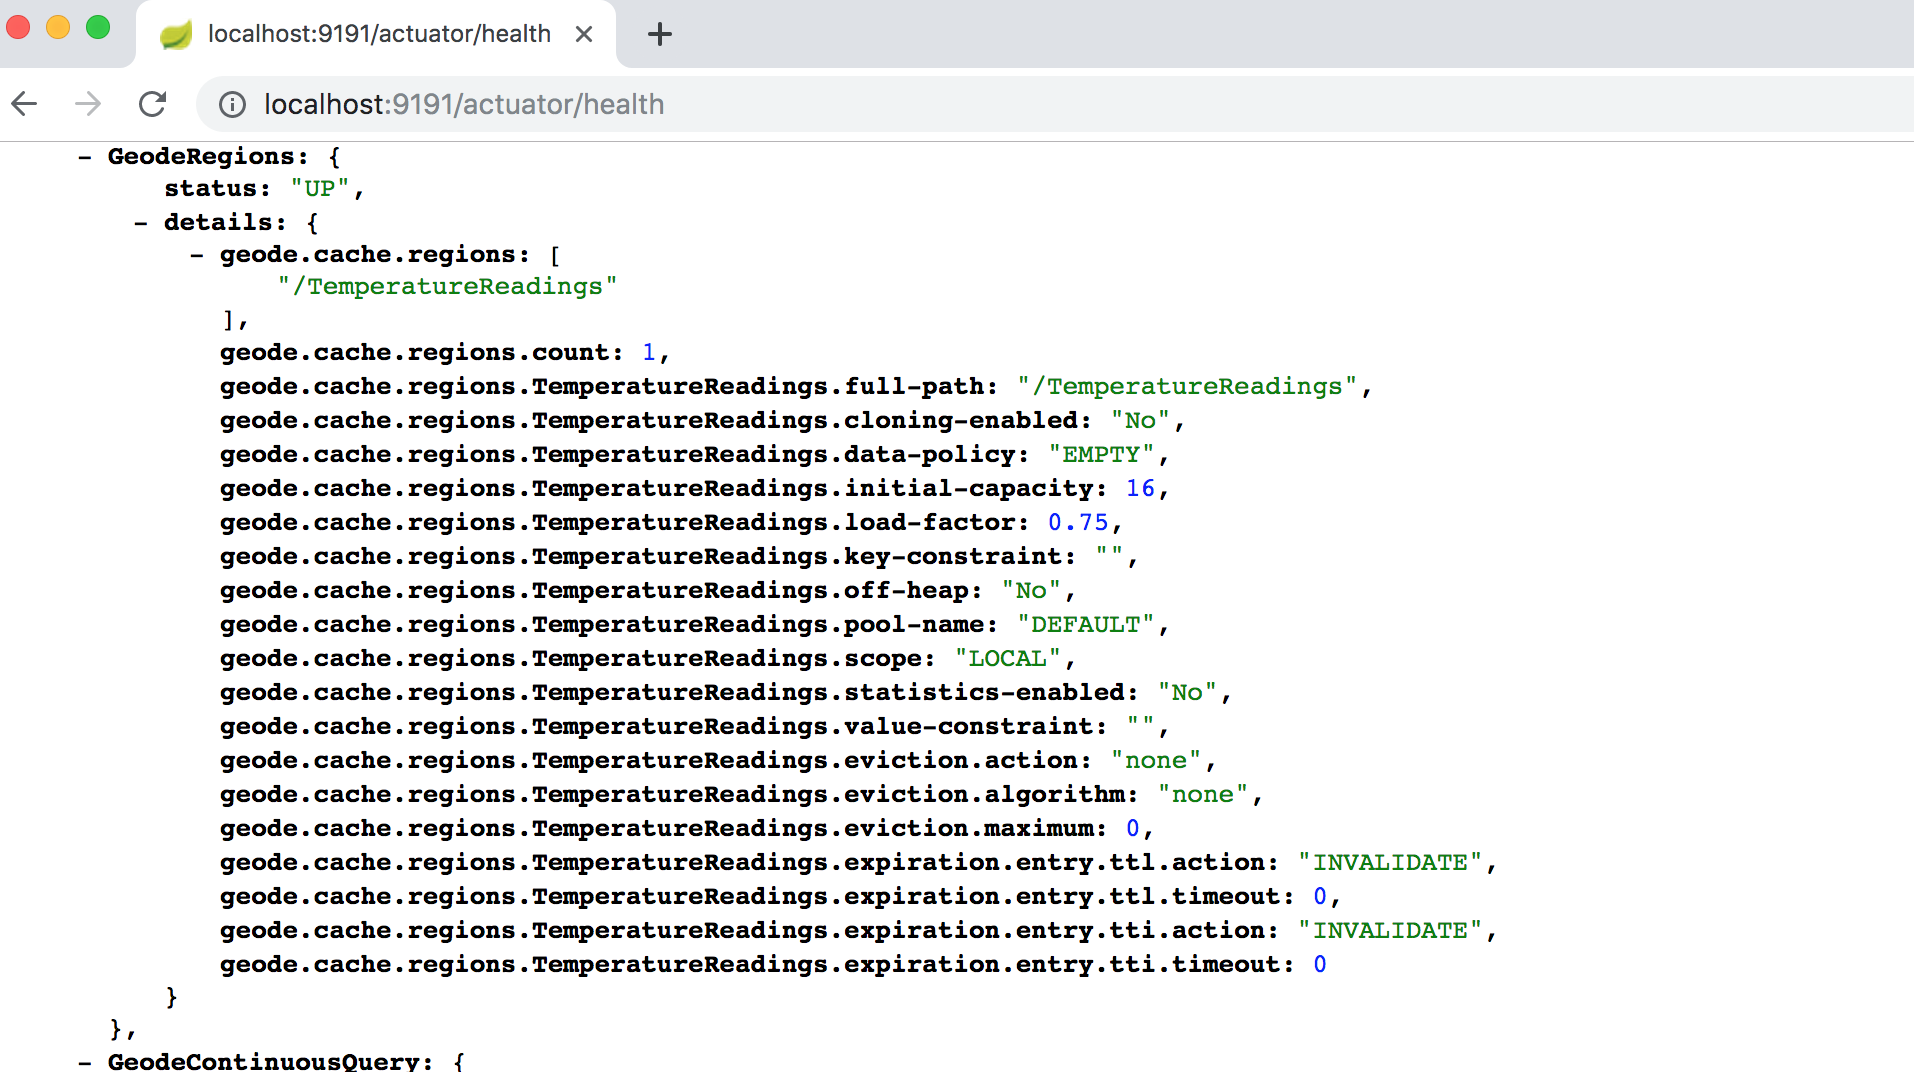 localhost:9191/actuator/health
localhost:9191/actuator/health
- GeodeRegions: {
status: "UP",
- details: {
- geode.cache.regions: [
"/TemperatureReadings"
],
geode.cache.regions.count: 1,
geode.cache.regions.TemperatureReadings.full-path: "/TemperatureReadings",
geode.cache.regions.TemperatureReadings.cloning-enabled: "No",
geode.cache.regions.TemperatureReadings.data-policy: "EMPTY",
geode.cache.regions.TemperatureReadings.initial-capacity: 16,
geode.cache.regions.TemperatureReadings.load-factor: 0.75,
geode.cache.regions.TemperatureReadings.key-constraint: "",
geode.cache.regions.TemperatureReadings.off-heap: "No",
geode.cache.regions.TemperatureReadings.pool-name: "DEFAULT",
geode.cache.regions.TemperatureReadings.scope: "LOCAL",
geode.cache.regions.TemperatureReadings.statistics-enabled: "No",
geode.cache.regions.TemperatureReadings.value-constraint: "",
geode.cache.regions.TemperatureReadings.eviction.action: "none",
geode.cache.regions.TemperatureReadings.eviction.algorithm: "none",
geode.cache.regions.TemperatureReadings.eviction.maximum: 0,
geode.cache.regions.TemperatureReadings.expiration.entry.ttl.action: "INVALIDATE",
geode.cache.regions.TemperatureReadings.expiration.entry.ttl.timeout: 0,
geode.cache.regions.TemperatureReadings.expiration.entry.tti.action: "INVALIDATE",
geode.cache.regions.TemperatureReadings.expiration.entry.tti.timeout: 0
}
},
- GeodeContinuousQuery: {